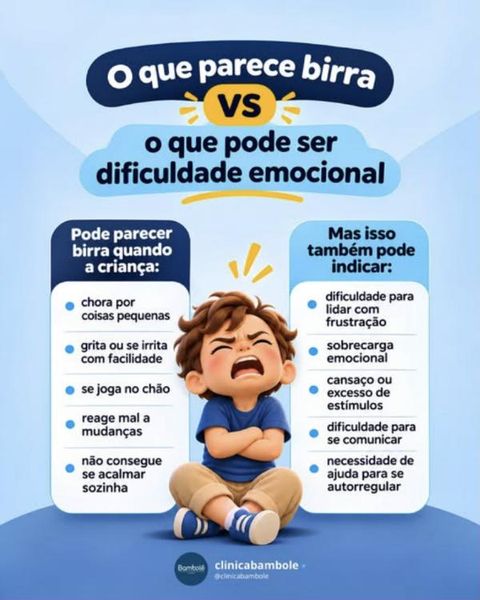 O que parece birra
VS
o que pode ser
dificuldade emocional
Pode parecer
birra quando
a criança:
chora por
coisas pequenas
grita ou se irrita
com facilidade
se joga no chão
reage mal a
mudanças
não consegue
se acalmar
sozinha
Mas isso
também pode
indicar:
dificuldade para
lidar com
frustração
sobrecarga
emocional
cansaço ou
excesso de
estímulos
dificuldade para
se comunicar
necessidade de
ajuda para se
autorregular
Bambolê
clinicabambole
@clinicabambole